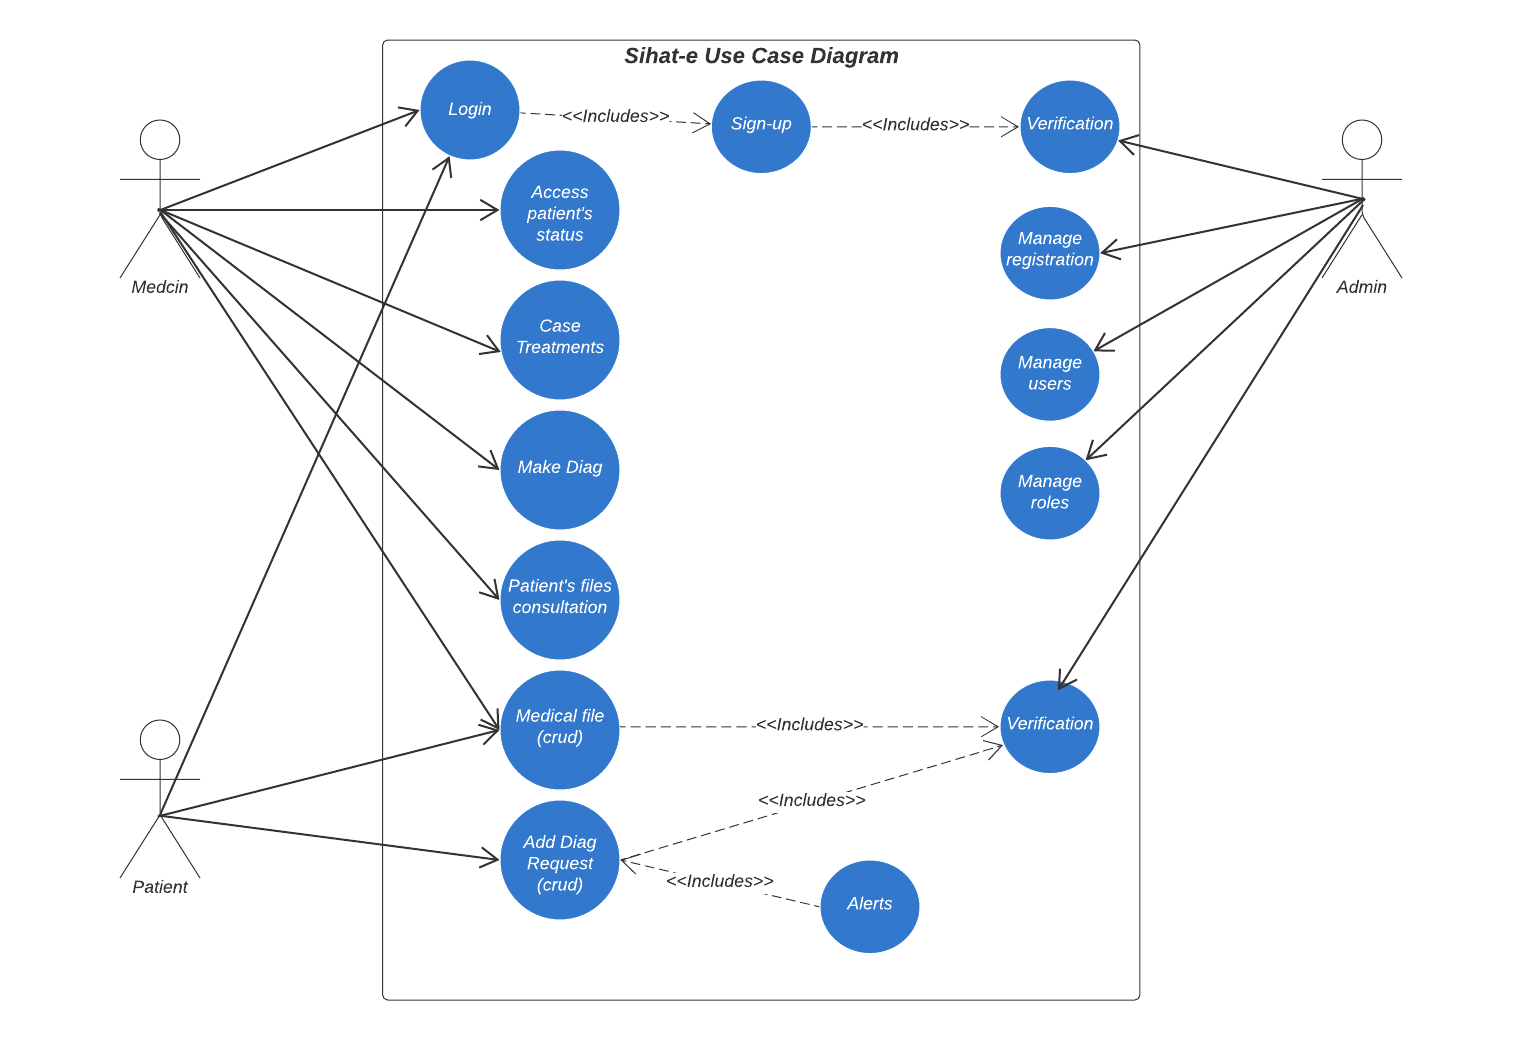 Sihat-e Use Case Diagram
Login
<<Includes>>
Sign-up
<<Includes>>
Verification
Access
patient's
status
Medcin
Manage
registration
Admin
Case
Treatments
Manage
users
Make Diag
Manage
roles
Patient's files
consultation
Medical file
(crud)
<<Includes>>
Verification
<<Includes>>
Add Diag
Request
(crud)
<<Includes>>
Patient
Alerts